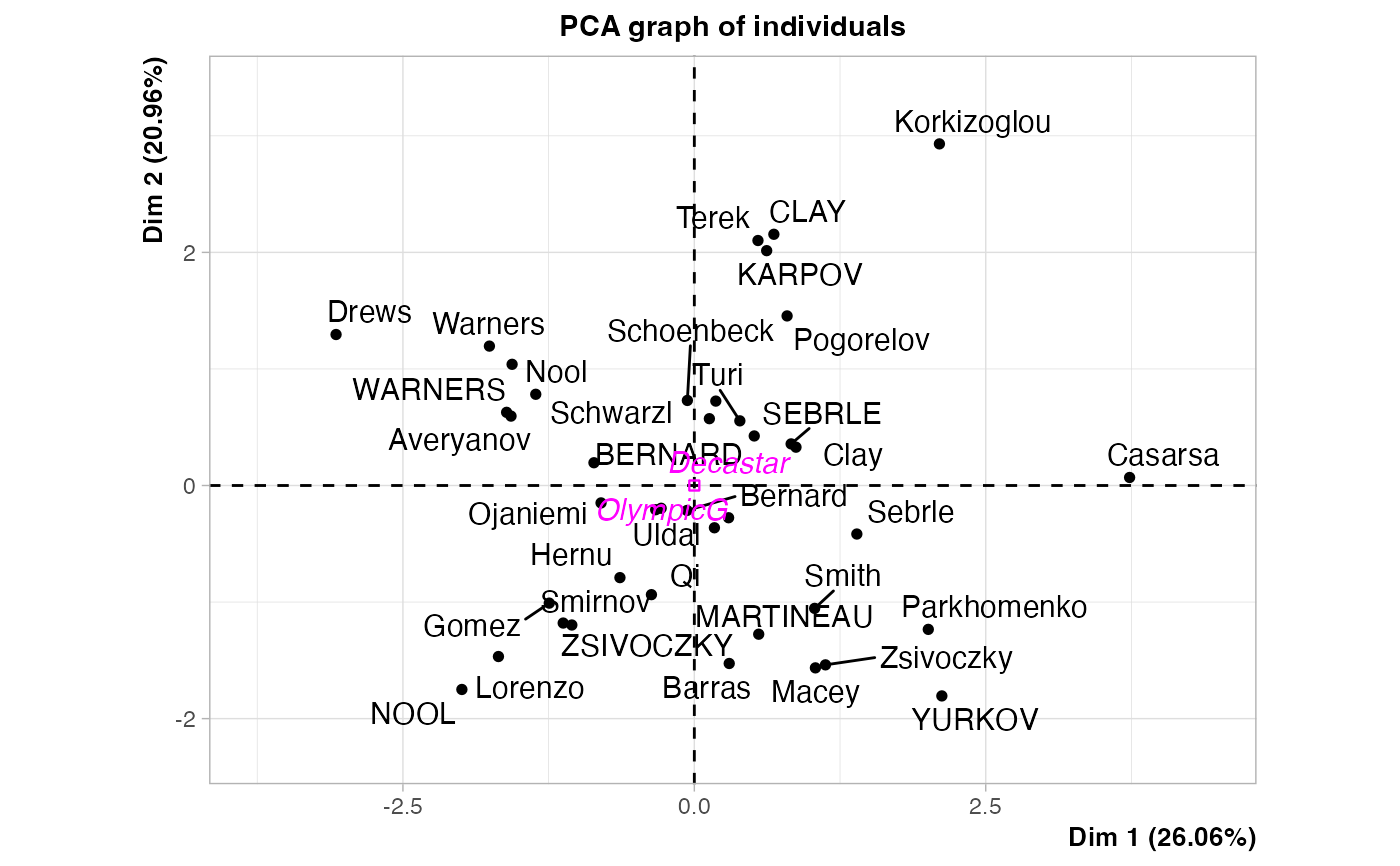 PCA graph of individuals
Dim 2 (20.96%)
Korkizoglou
Terek
CLAY
2
KARPOV
Drews
Warners
Schoenbeck
Pogorelov
Nool
Turi
WARNERS
Schwarzl
SEBRLE
Averyanov
BERNARD
Clay
Casarsa
Decastar
0
Bernard
Ojaniemi
OlympicG
Sebrle
Uldal
Hernu
Qi
Smith
Smirnov
Parkhomenko
MARTINEAU
Gomez
ZSIVOCZKY
Zsivoczky
Lorenzo
Barras
Macey
NOOL
-2
YURKOV
-2.5
0.0
2.5
Dim 1 (26.06%)